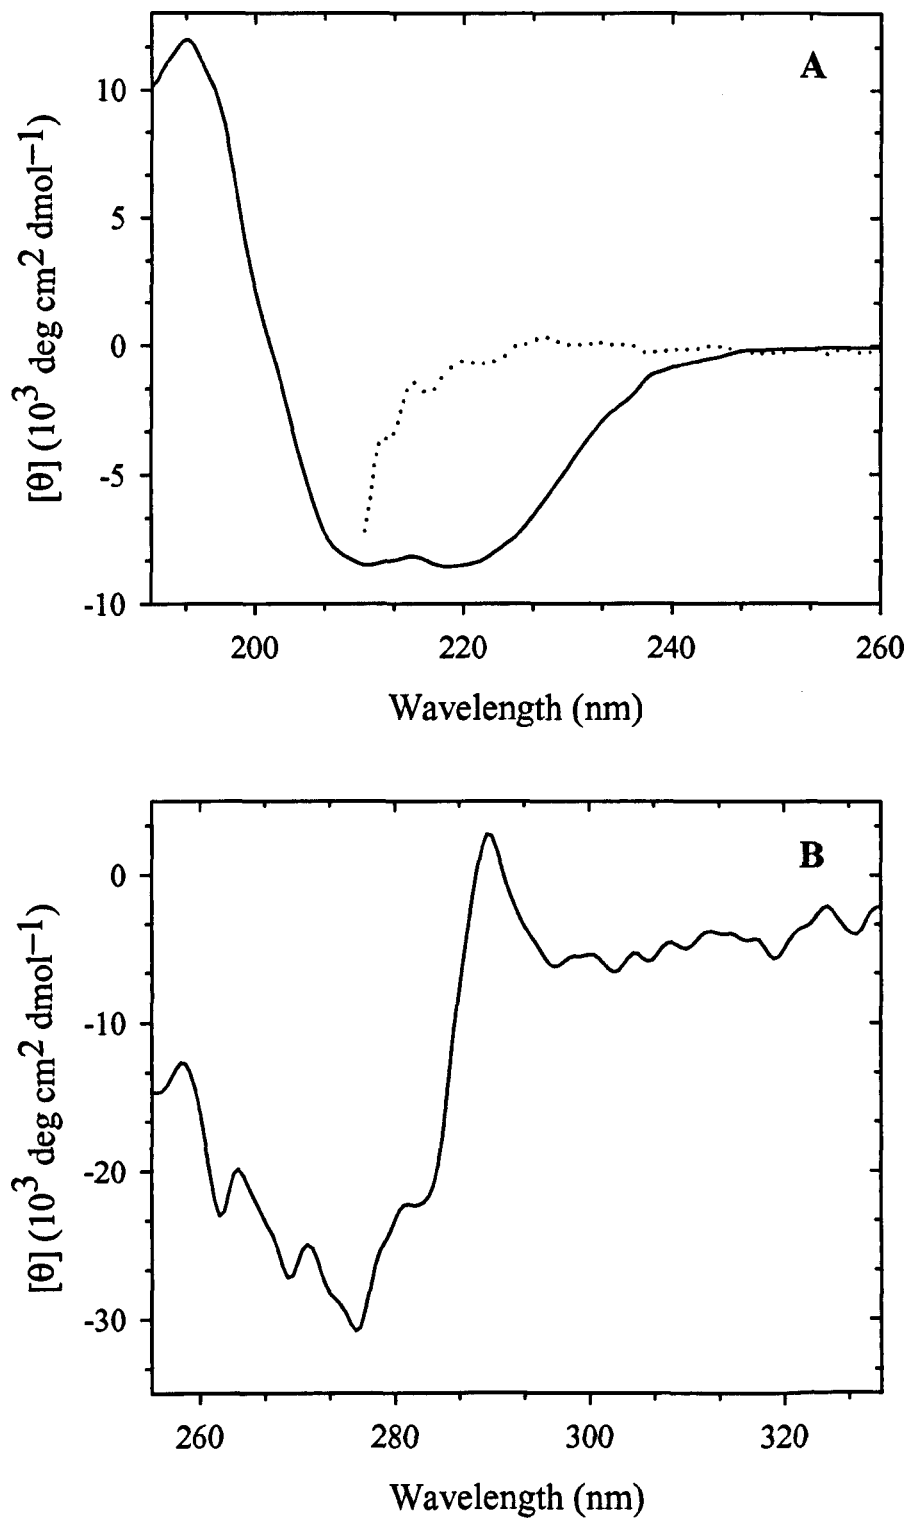 A
10
5
0
-5
-10
[θ] (10³ deg cm² dmol⁻¹)
200 220 240 260
Wavelength (nm)
B
0
-10
-20
-30
[θ] (10³ deg cm² dmol⁻¹)
260 280 300 320
Wavelength (nm)